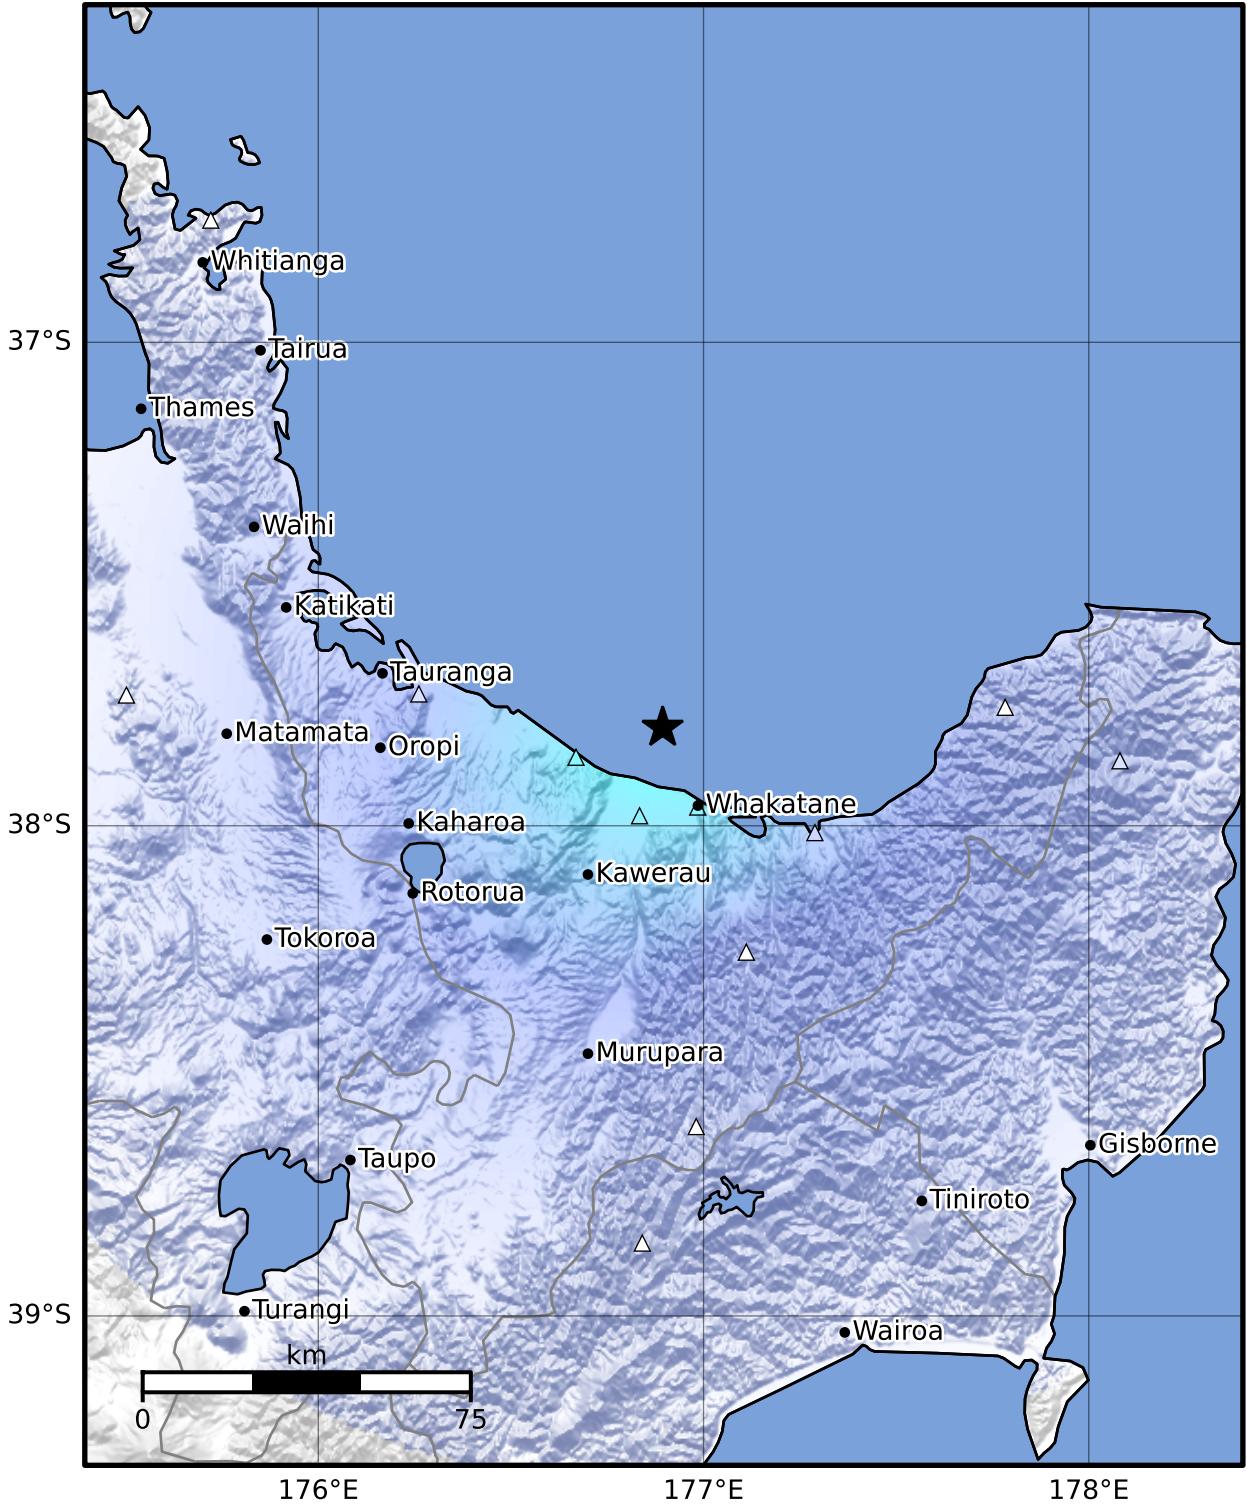 Whitianga
37°S
Tairua
Thames
Waihi
Katikati
Tauranga
Matamata
Oropi
Whakatane
38°S
Kaharoa
Kawerau
Rotorua
Tokoroa
Murupara
Gisborne
Taupo
Tiniroto
39°S
Turangi
Wairoa
km
0
75
176°E
177°E
178°E